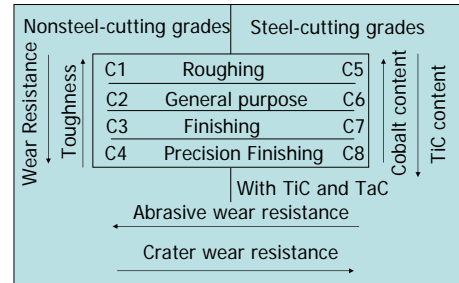 Nonsteel-cutting grades Steel-cutting grades
Wear Resistance
Toughness
C1 Roughing C5
C2 General purpose C6
C3 Finishing C7
C4 Precision Finishing C8
Cobalt content
TiC content
With TiC and TaC
Abrasive wear resistance
Crater wear resistance